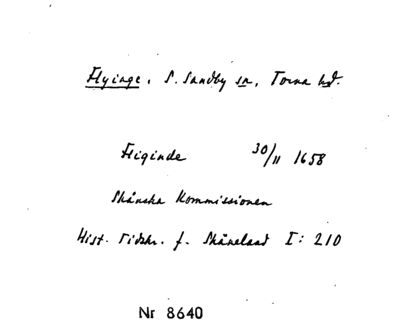 Flyinge, S. Sandby sn, Torna hd.
Fliginde 30/11 1658
Skånska Kommissionen
Hist. Tidskr. f. Skåneland I: 210
Nr 8640